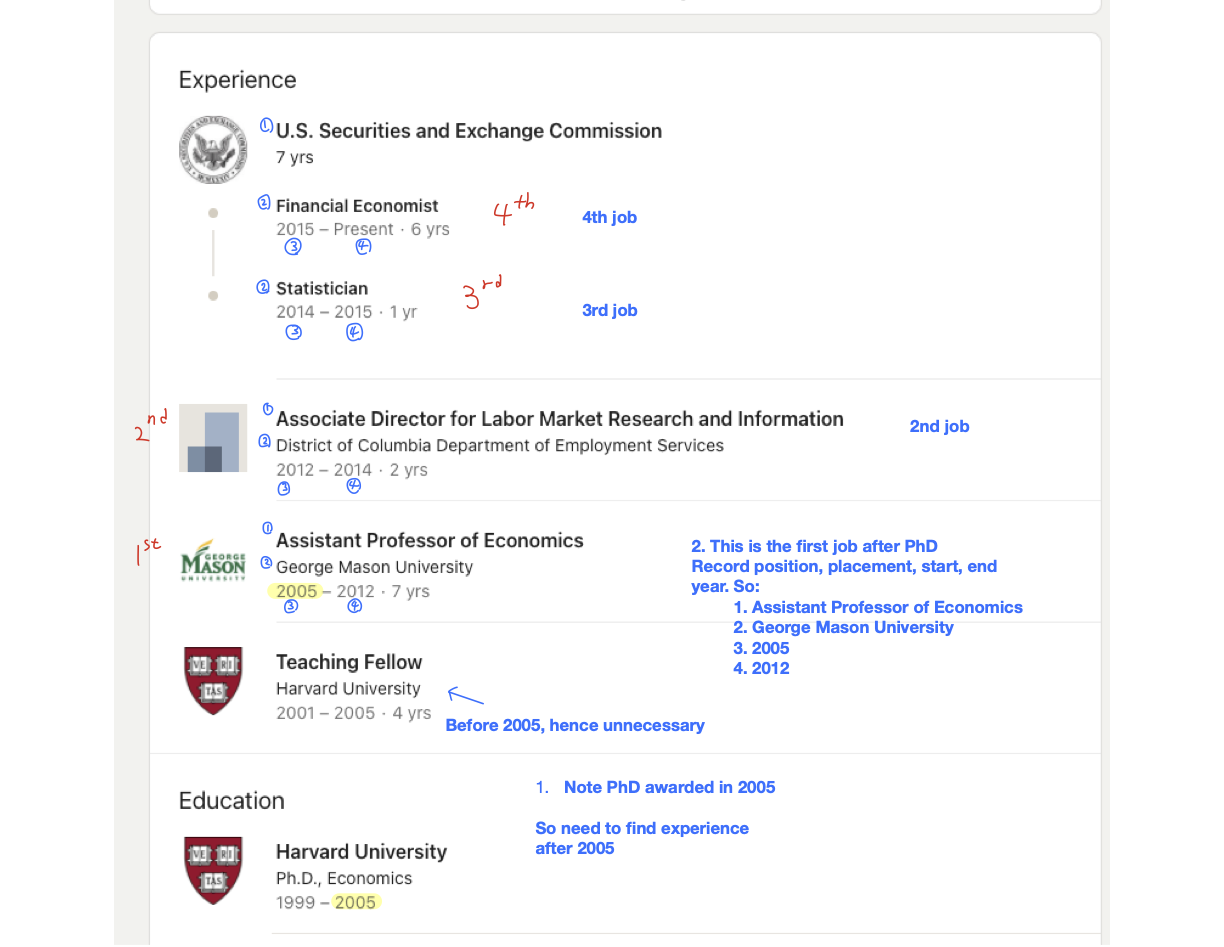 Experience
① U.S. Securities and Exchange Commission
7 yrs
② Financial Economist 4th 4th job
2015 – Present · 6 yrs
③ ④
② Statistician 3rd 3rd job
2014 – 2015 · 1 yr
③ ④
2nd
① Associate Director for Labor Market Research and Information 2nd job
② District of Columbia Department of Employment Services
2012 – 2014 · 2 yrs
③ ④
1st
GEORGE
MASON
UNIVERSITY
① Assistant Professor of Economics
② George Mason University
2005 – 2012 · 7 yrs
③ ④
2. This is the first job after PhD
Record position, placement, start, end
year. So:
1. Assistant Professor of Economics
2. George Mason University
3. 2005
4. 2012
VE RI
TAS
Teaching Fellow
Harvard University
2001 – 2005 · 4 yrs
Before 2005, hence unnecessary
Education
1. Note PhD awarded in 2005
So need to find experience
after 2005
VE RI
TAS
Harvard University
Ph.D., Economics
1999 – 2005